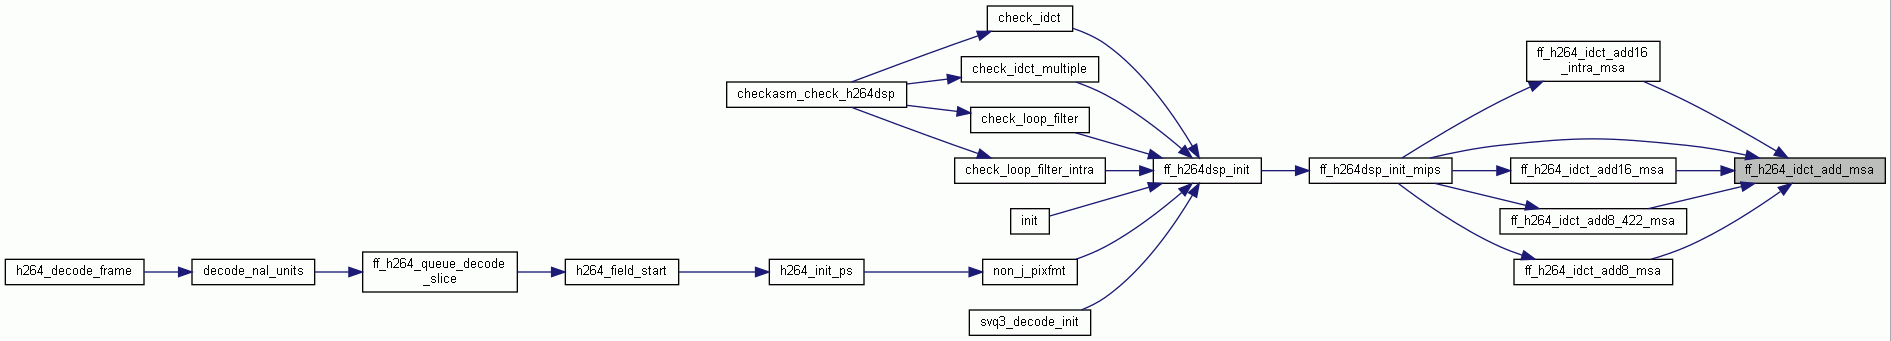 check_idct
ff_h264_idct_add16
_intra_msa
check_idct_multiple
checkasm_check_h264dsp
check_loop_filter
check_loop_filter_intra
ff_h264dsp_init
ff_h264dsp_init_mips
ff_h264_idct_add16_msa
ff_h264_idct_add_msa
init
ff_h264_idct_add8_422_msa
h264_decode_frame
decode_nal_units
ff_h264_queue_decode
_slice
h264_field_start
h264_init_ps
non_j_pixfmt
ff_h264_idct_add8_msa
svq3_decode_init